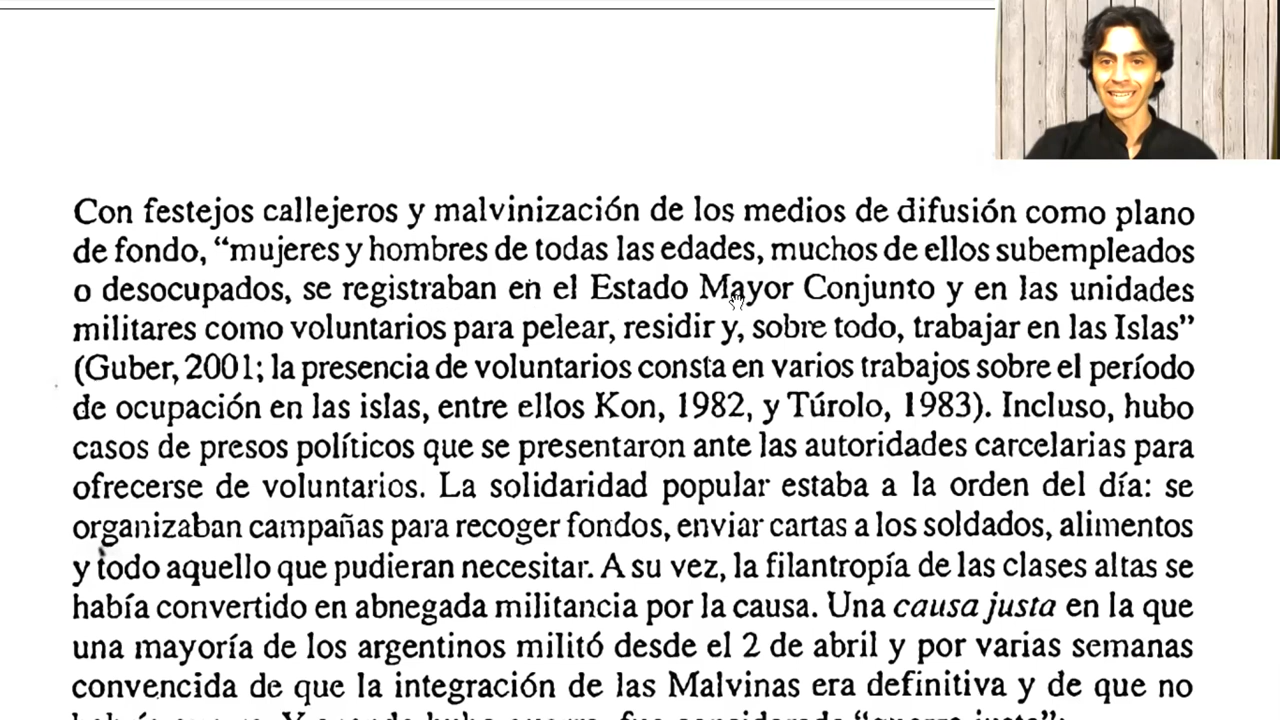 Con festejos callejeros y malvinización de los medios de difusión como plano
de fondo, “mujeres y hombres de todas las edades, muchos de ellos subempleados
o desocupados, se registraban en el Estado Mayor Conjunto y en las unidades
militares como voluntarios para pelear, residir y, sobre todo, trabajar en las Islas”
(Guber, 2001; la presencia de voluntarios consta en varios trabajos sobre el período
de ocupación en las islas, entre ellos Kon, 1982, y Túrolo, 1983). Incluso, hubo
casos de presos políticos que se presentaron ante las autoridades carcelarias para
ofrecerse de voluntarios. La solidaridad popular estaba a la orden del día: se
organizaban campañas para recoger fondos, enviar cartas a los soldados, alimentos
y todo aquello que pudieran necesitar. A su vez, la filantropía de las clases altas se
había convertido en abnegada militancia por la causa. Una causa justa en la que
una mayoría de los argentinos militó desde el 2 de abril y por varias semanas
convencida de que la integración de las Malvinas era definitiva y de que no